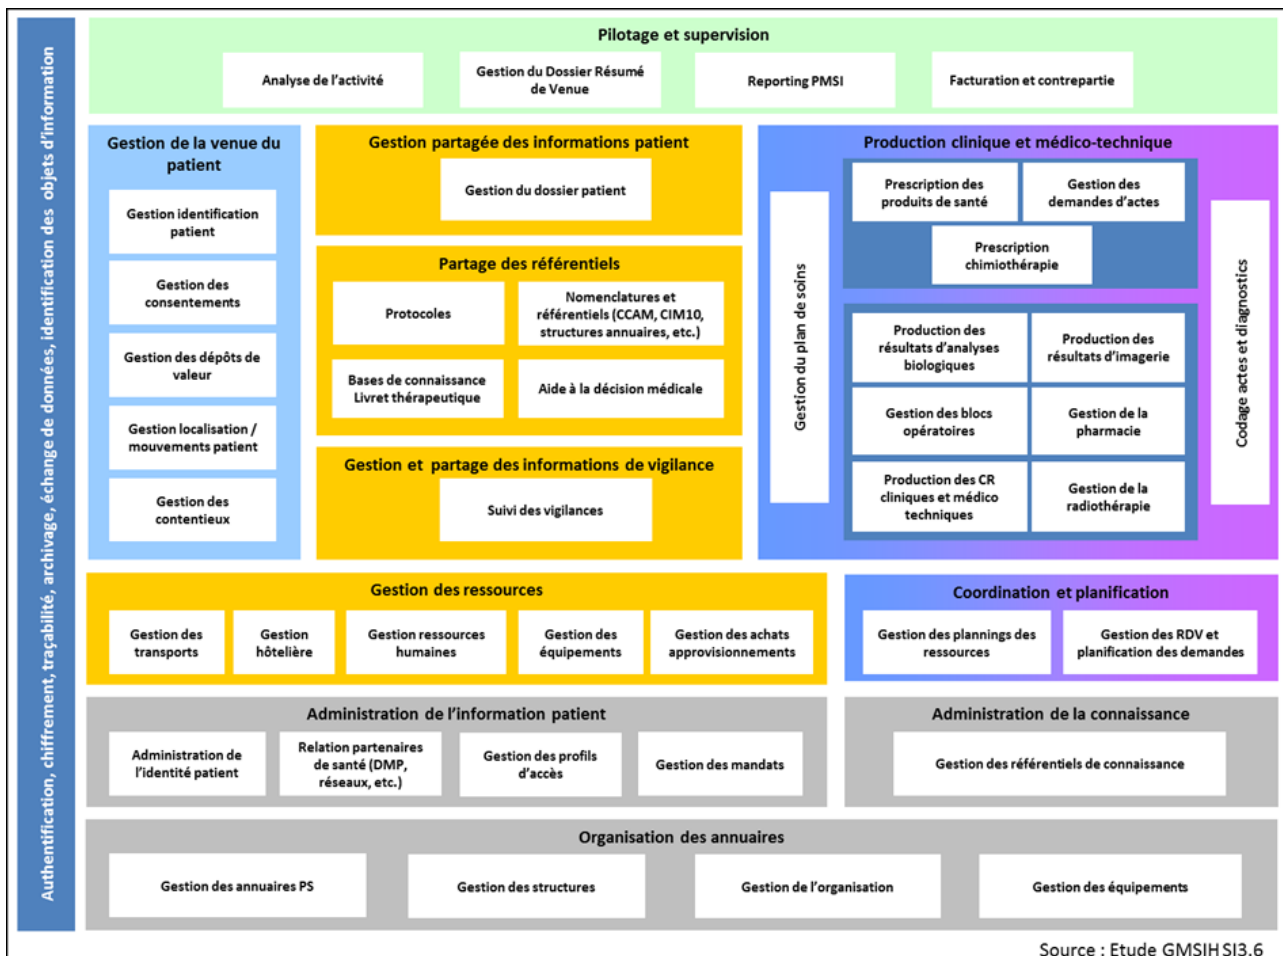 Authentification, chiffrement, traçabilité, archivage, échange de données, identification des objets d'information
Pilotage et supervision
Analyse de l'activité
Gestion du Dossier Résumé
de Venue
Reporting PMSI
Facturation et contrepartie
Gestion de la venue du
patient
Gestion identification
patient
Gestion des
consentements
Gestion des dépôts de
valeur
Gestion localisation /
mouvements patient
Gestion des
contentieux
Gestion partagée des informations patient
Gestion du dossier patient
Partage des référentiels
Protocoles
Nomenclatures et
référentiels (CCAM, CIM10,
structures annuaires, etc.)
Bases de connaissance
Livret thérapeutique
Aide à la décision médicale
Gestion et partage des informations de vigilance
Suivi des vigilances
Production clinique et médico-technique
Gestion du plan de soins
Prescription des
produits de santé
Gestion des
demandes d'actes
Prescription
chimiothérapie
Production des
résultats d'analyses
biologiques
Production des
résultats d'imagerie
Gestion des blocs
opératoires
Gestion de la
pharmacie
Production des CR
cliniques et médico
techniques
Gestion de la
radiothérapie
Codage actes et diagnostics
Gestion des ressources
Gestion des
transports
Gestion
hôtelière
Gestion ressources
humaines
Gestion des
équipements
Gestion des achats
approvisionnements
Coordination et planification
Gestion des plannings des
ressources
Gestion des RDV et
planification des demandes
Administration de l'information patient
Administration de
l'identité patient
Relation partenaires
de santé (DMP,
réseaux, etc.)
Gestion des profils
d'accès
Gestion des mandats
Administration de la connaissance
Gestion des référentiels de connaissance
Organisation des annuaires
Gestion des annuaires PS
Gestion des structures
Gestion de l'organisation
Gestion des équipements
Source : Etude GMSIH SI3.6